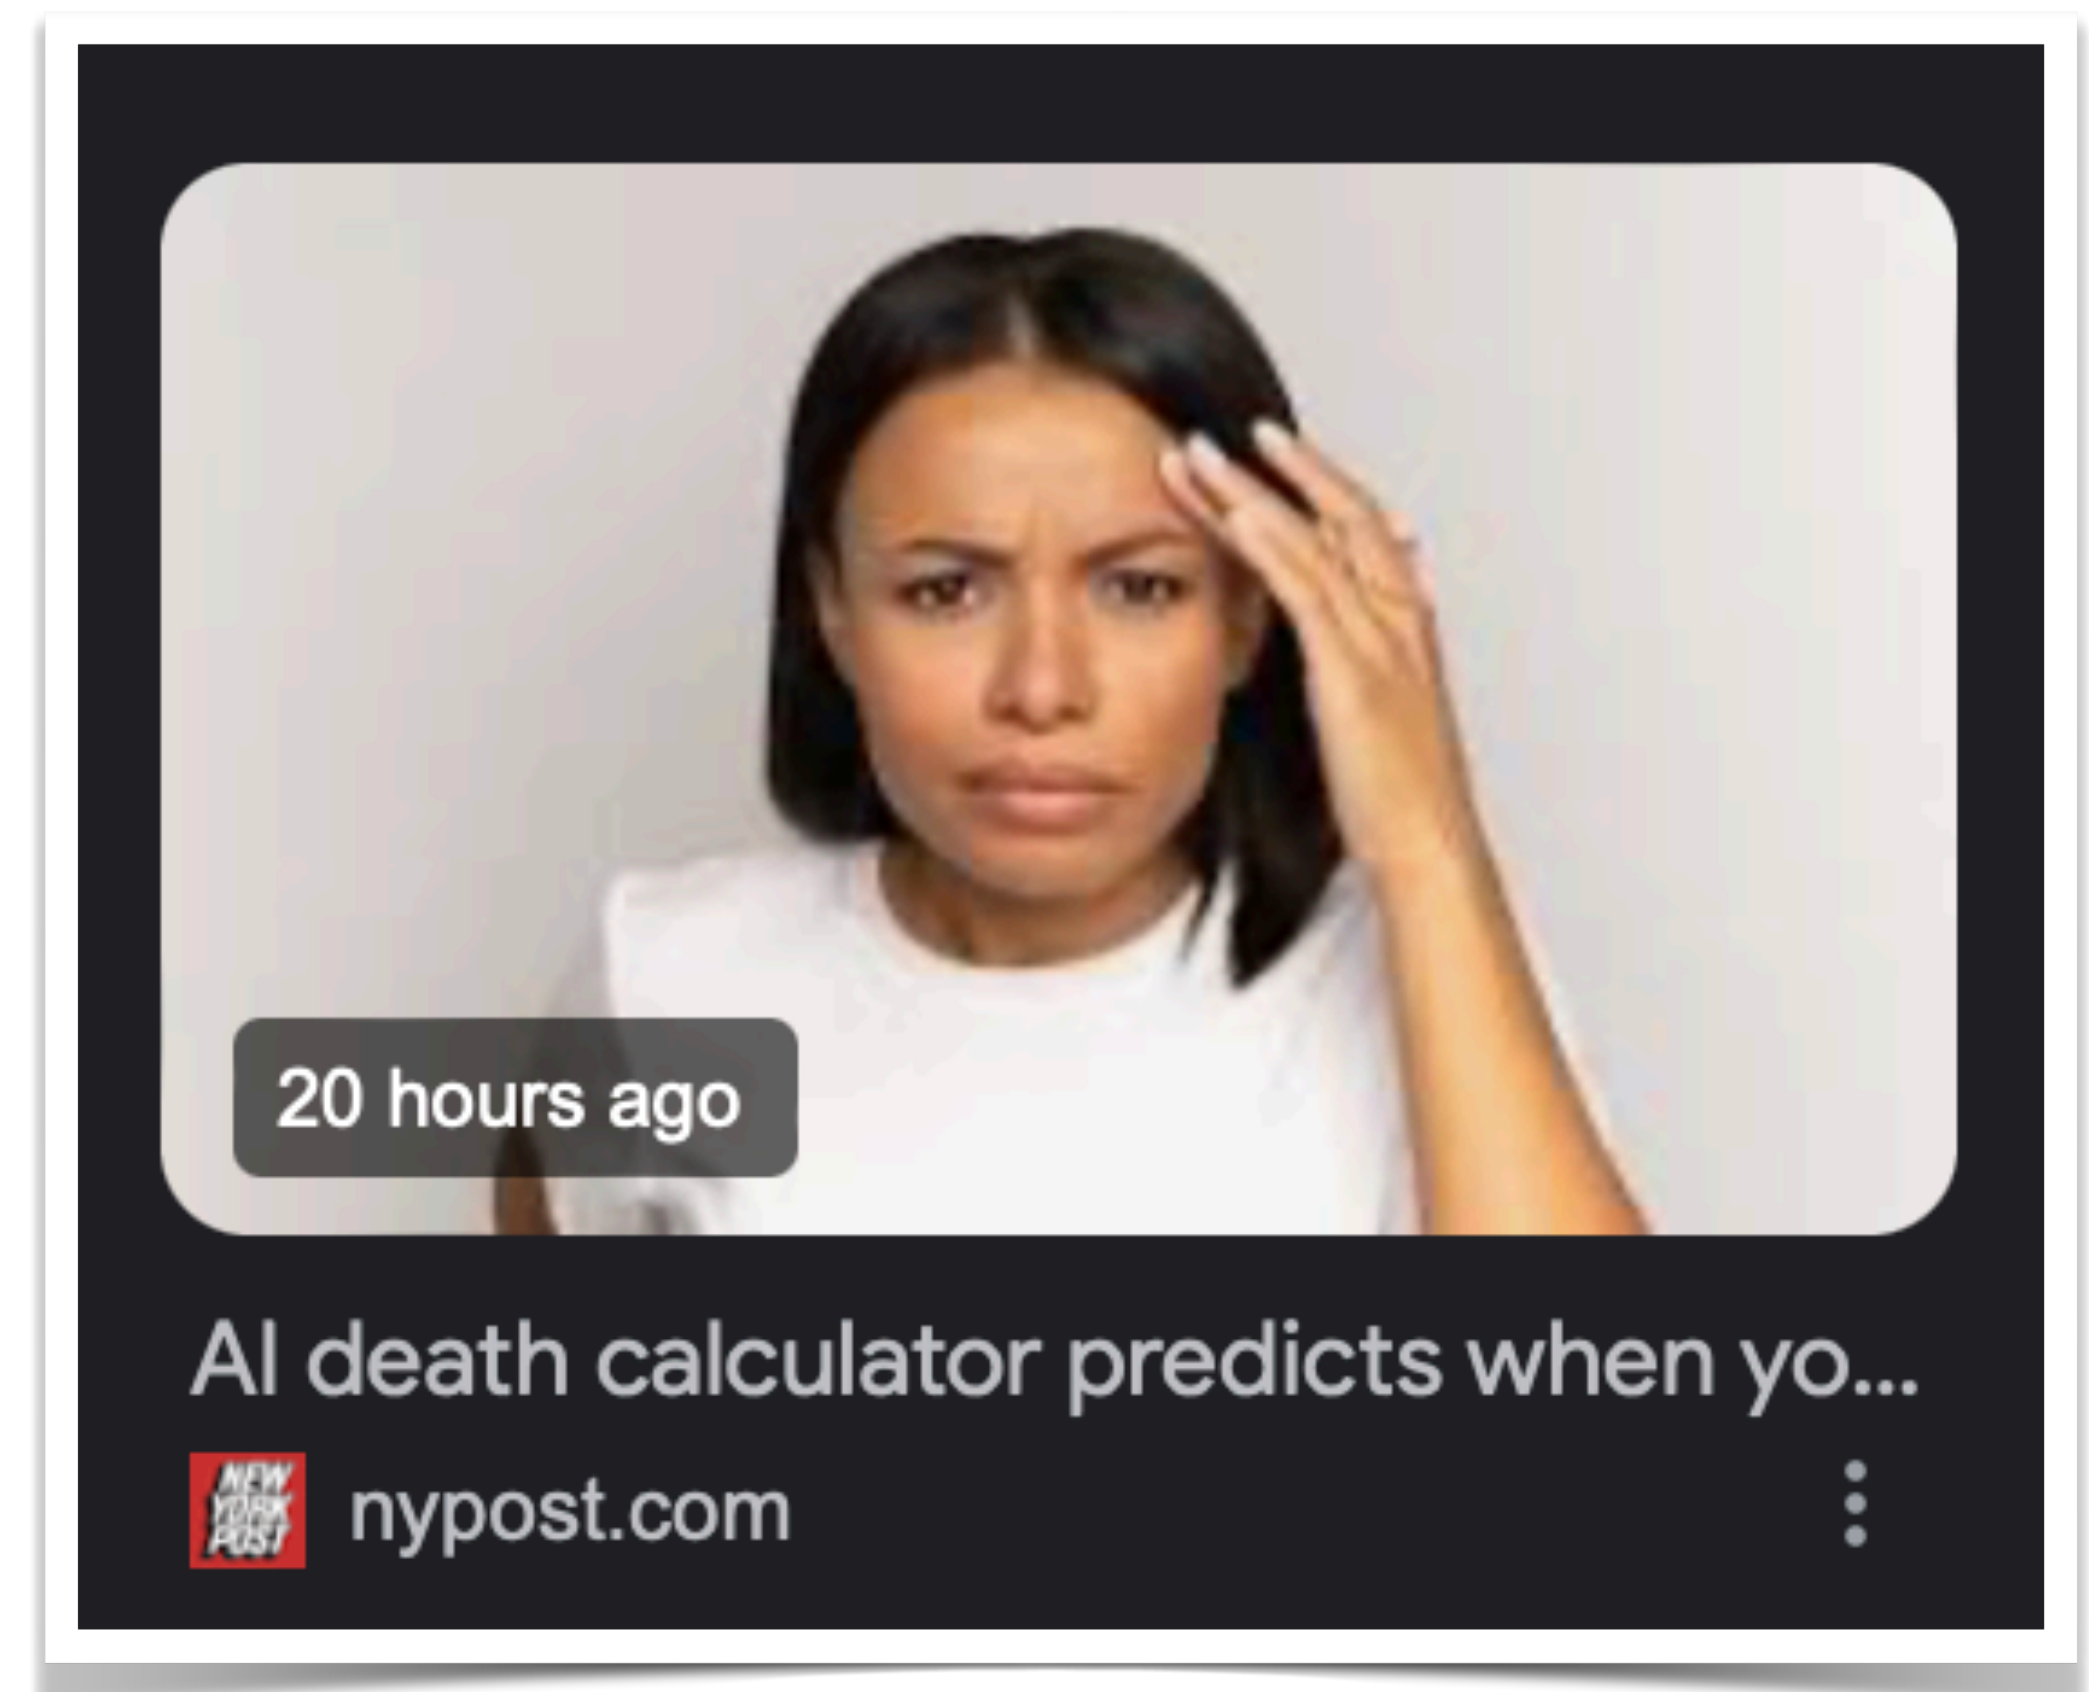 20 hours ago
AI death calculator predicts when yo...
NEW
YORK
POST
nypost.com